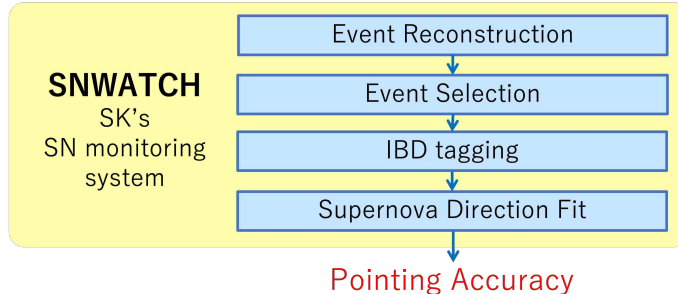 SNWATCH
SK's
SN monitoring
system
Event Reconstruction
Event Selection
IBD tagging
Supernova Direction Fit
Pointing Accuracy